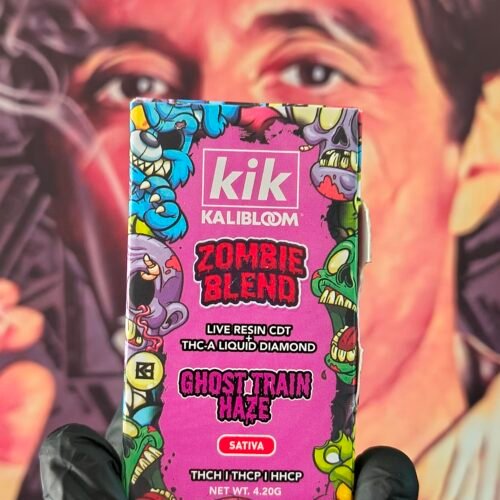 kik
KALIBLOOM
ZOMBIE
BLEND
LIVE RESIN CDT
+
THC-A LIQUID DIAMOND
GHOST TRAIN
HAZE
SATIVA
THCH | THCP | HHCP
NET WT. 4.20G